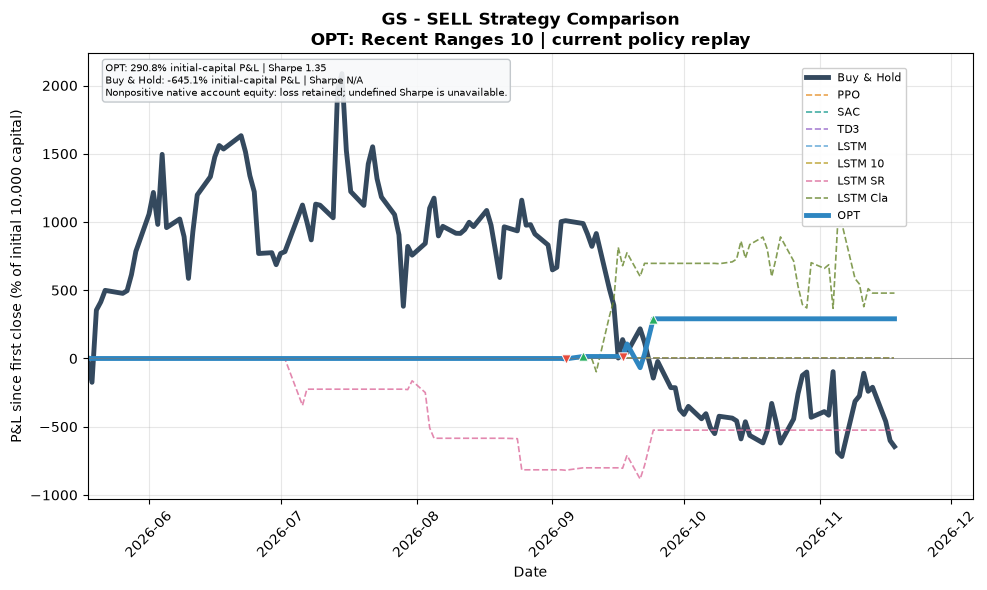 GS - SELL Strategy Comparison
OPT: Recent Ranges 10 | current policy replay
OPT: 290.8% initial-capital P&L | Sharpe 1.35
Buy & Hold: -645.1% initial-capital P&L | Sharpe N/A
Nonpositive native account equity: loss retained; undefined Sharpe is unavailable.
Buy & Hold
PPO
SAC
TD3
LSTM
LSTM 10
LSTM SR
LSTM Cla
OPT
P&L since first close (% of initial 10,000 capital)
2000
1500
1000
500
0
−500
−1000
2026-06
2026-07
2026-08
2026-09
2026-10
2026-11
2026-12
Date